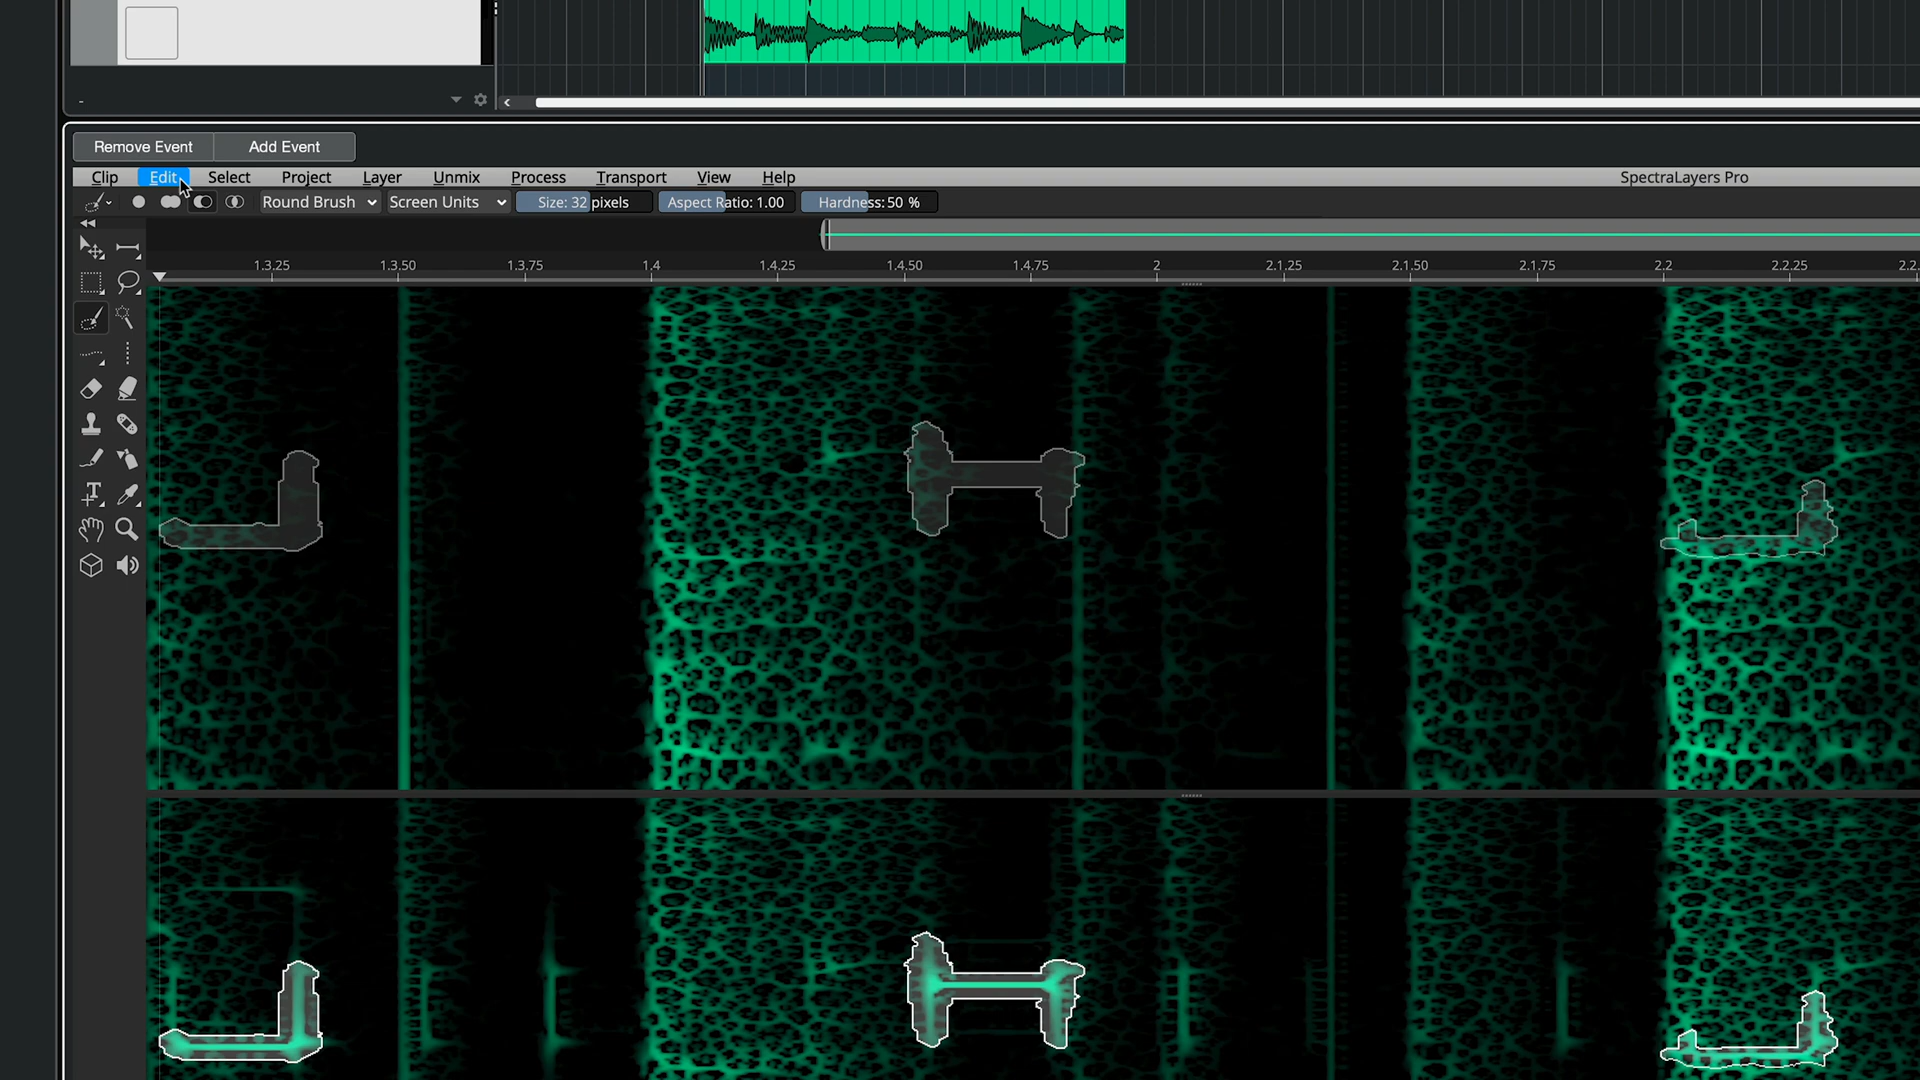 -
Remove Event Add Event
Clip Edit Select Project Layer Unmix Process Transport View Help SpectraLayers Pro
Round Brush Screen Units Size: 32 pixels Aspect Ratio: 1.00 Hardness: 50 %
1.3.25 1.3.50 1.3.75 1.4 1.4.25 1.4.50 1.4.75 2 2.1.25 2.1.50 2.1.75 2.2 2.2.25 2.2.